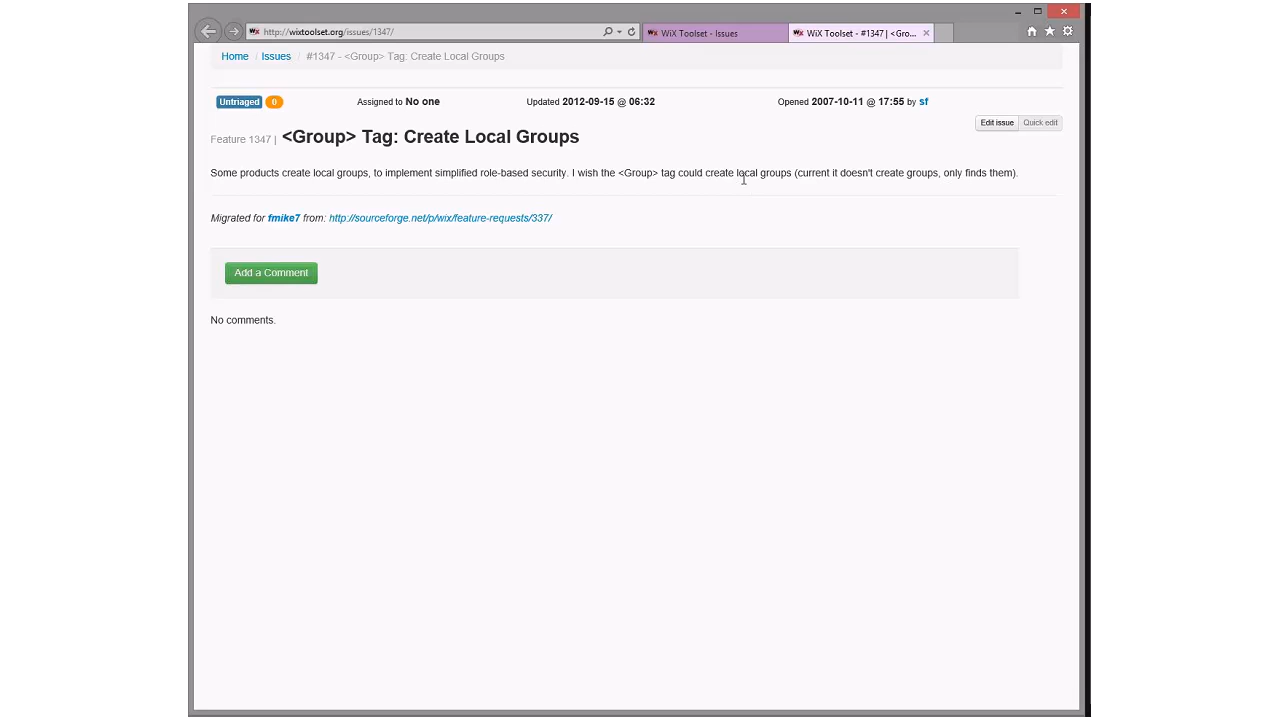 http://wixtoolset.org/issues/1347/
WiX Toolset - Issues
WiX Toolset - #1347 | <Gro...
Home / Issues / #1347 - <Group> Tag: Create Local Groups
Untriaged 0 Assigned to No one Updated 2012-09-15 @ 06:32 Opened 2007-10-11 @ 17:55 by sf
Edit issue Quick edit
Feature 1347 | <Group> Tag: Create Local Groups
Some products create local groups, to implement simplified role-based security. I wish the <Group> tag could create local groups (current it doesn't create groups, only finds them).
Migrated for fmike7 from: http://sourceforge.net/p/wix/feature-requests/337/
Add a Comment
No comments.